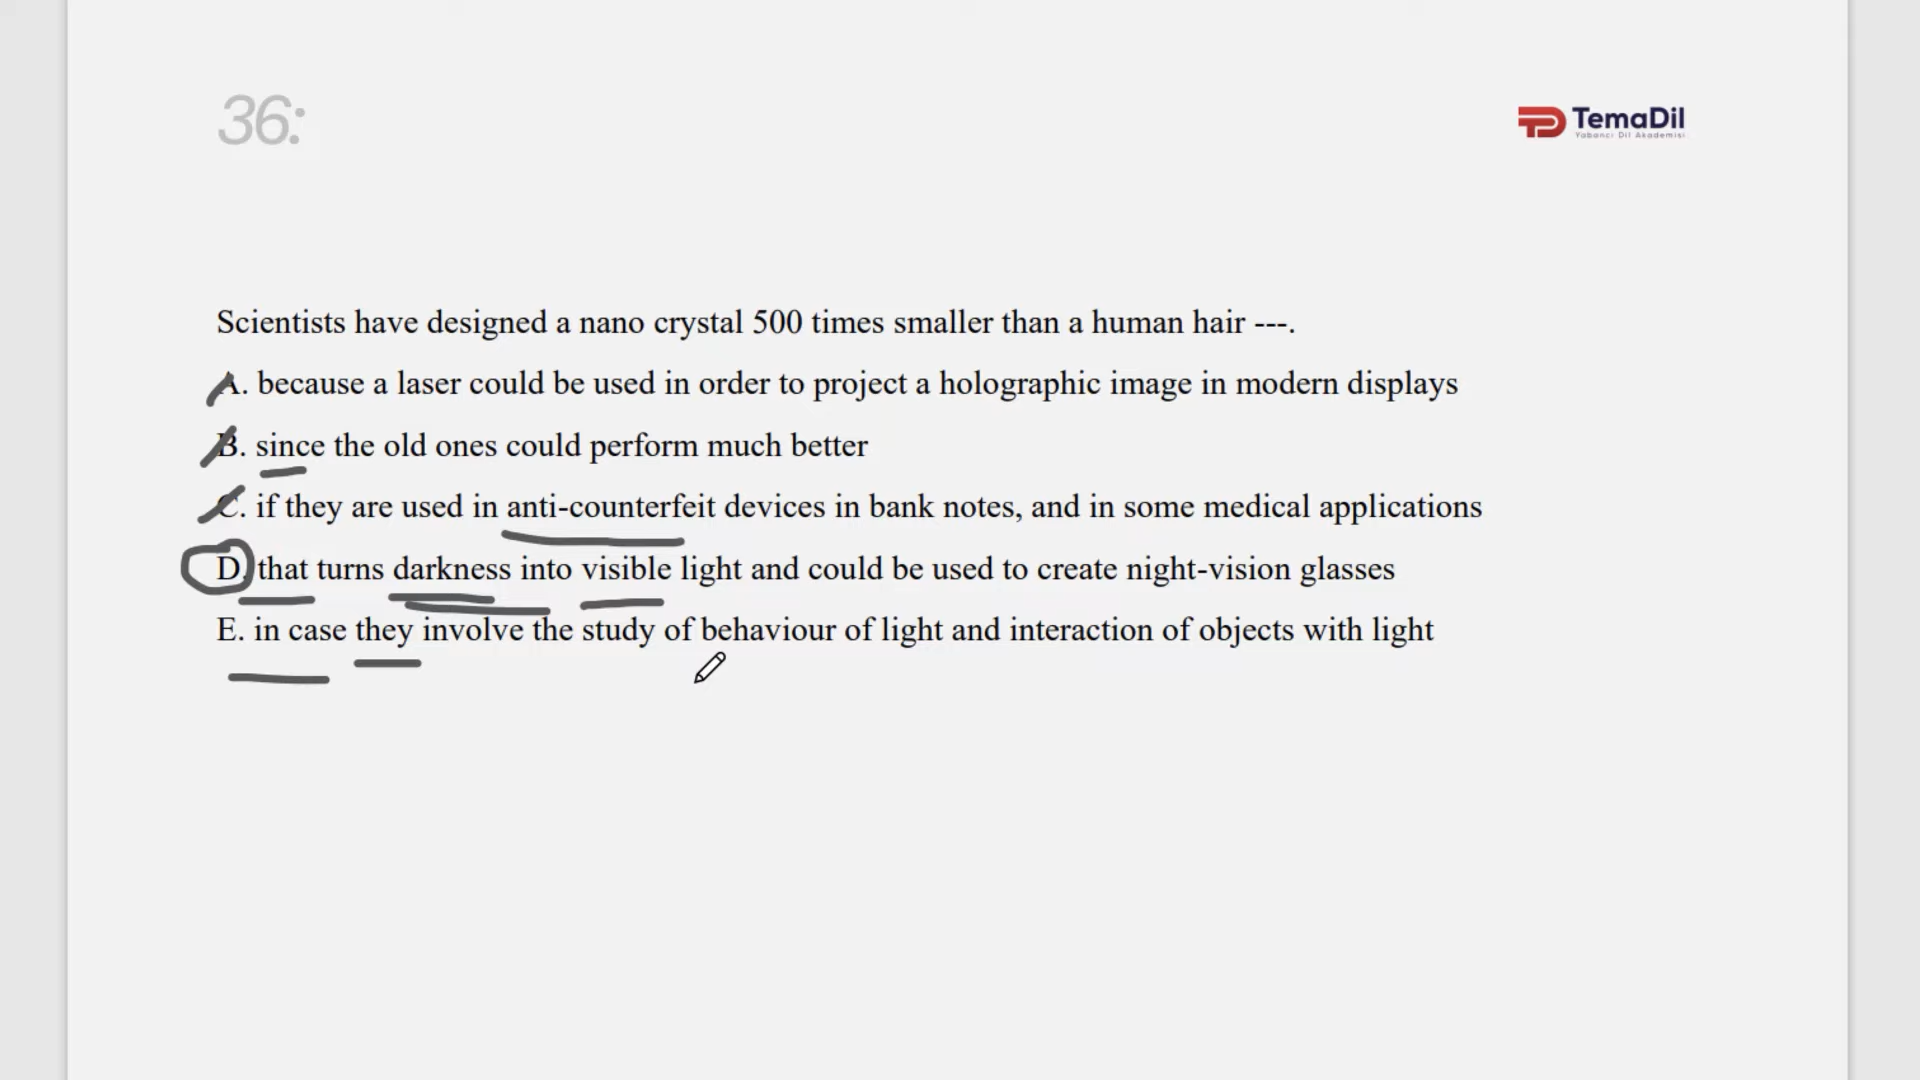 36:
TemaDil
Yabancı Dil Akademisi
Scientists have designed a nano crystal 500 times smaller than a human hair ---.
A. because a laser could be used in order to project a holographic image in modern displays
B. since the old ones could perform much better
C. if they are used in anti-counterfeit devices in bank notes, and in some medical applications
D. that turns darkness into visible light and could be used to create night-vision glasses
E. in case they involve the study of behaviour of light and interaction of objects with light